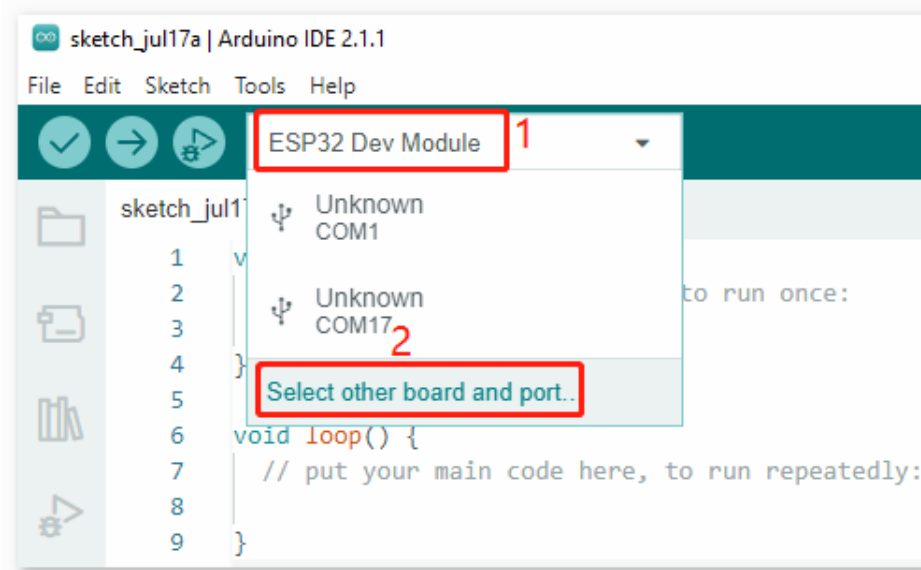 sketch_jul17a | Arduino IDE 2.1.1
File Edit Sketch Tools Help
ESP32 Dev Module 1
sketch_jul1
Unknown
COM1
Unknown
COM17
2
Select other board and port..
1 v
2 to run once:
3
4 }
5
6 void loop() {
7 // put your main code here, to run repeatedly:
8
9 }